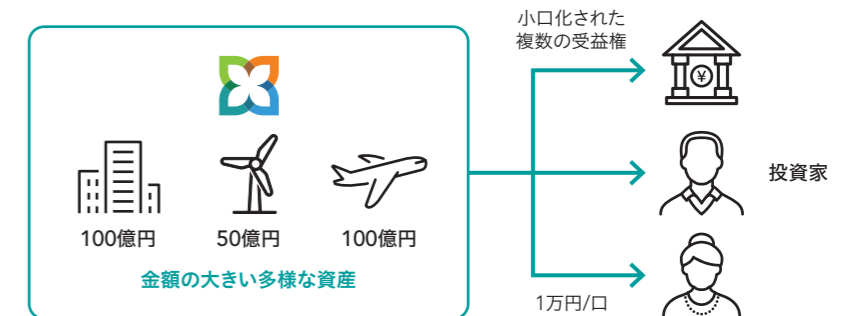 小口化された
複数の受益権
¥
100億円
50億円
100億円
投資家
金額の大きい多様な資産
1万円/口